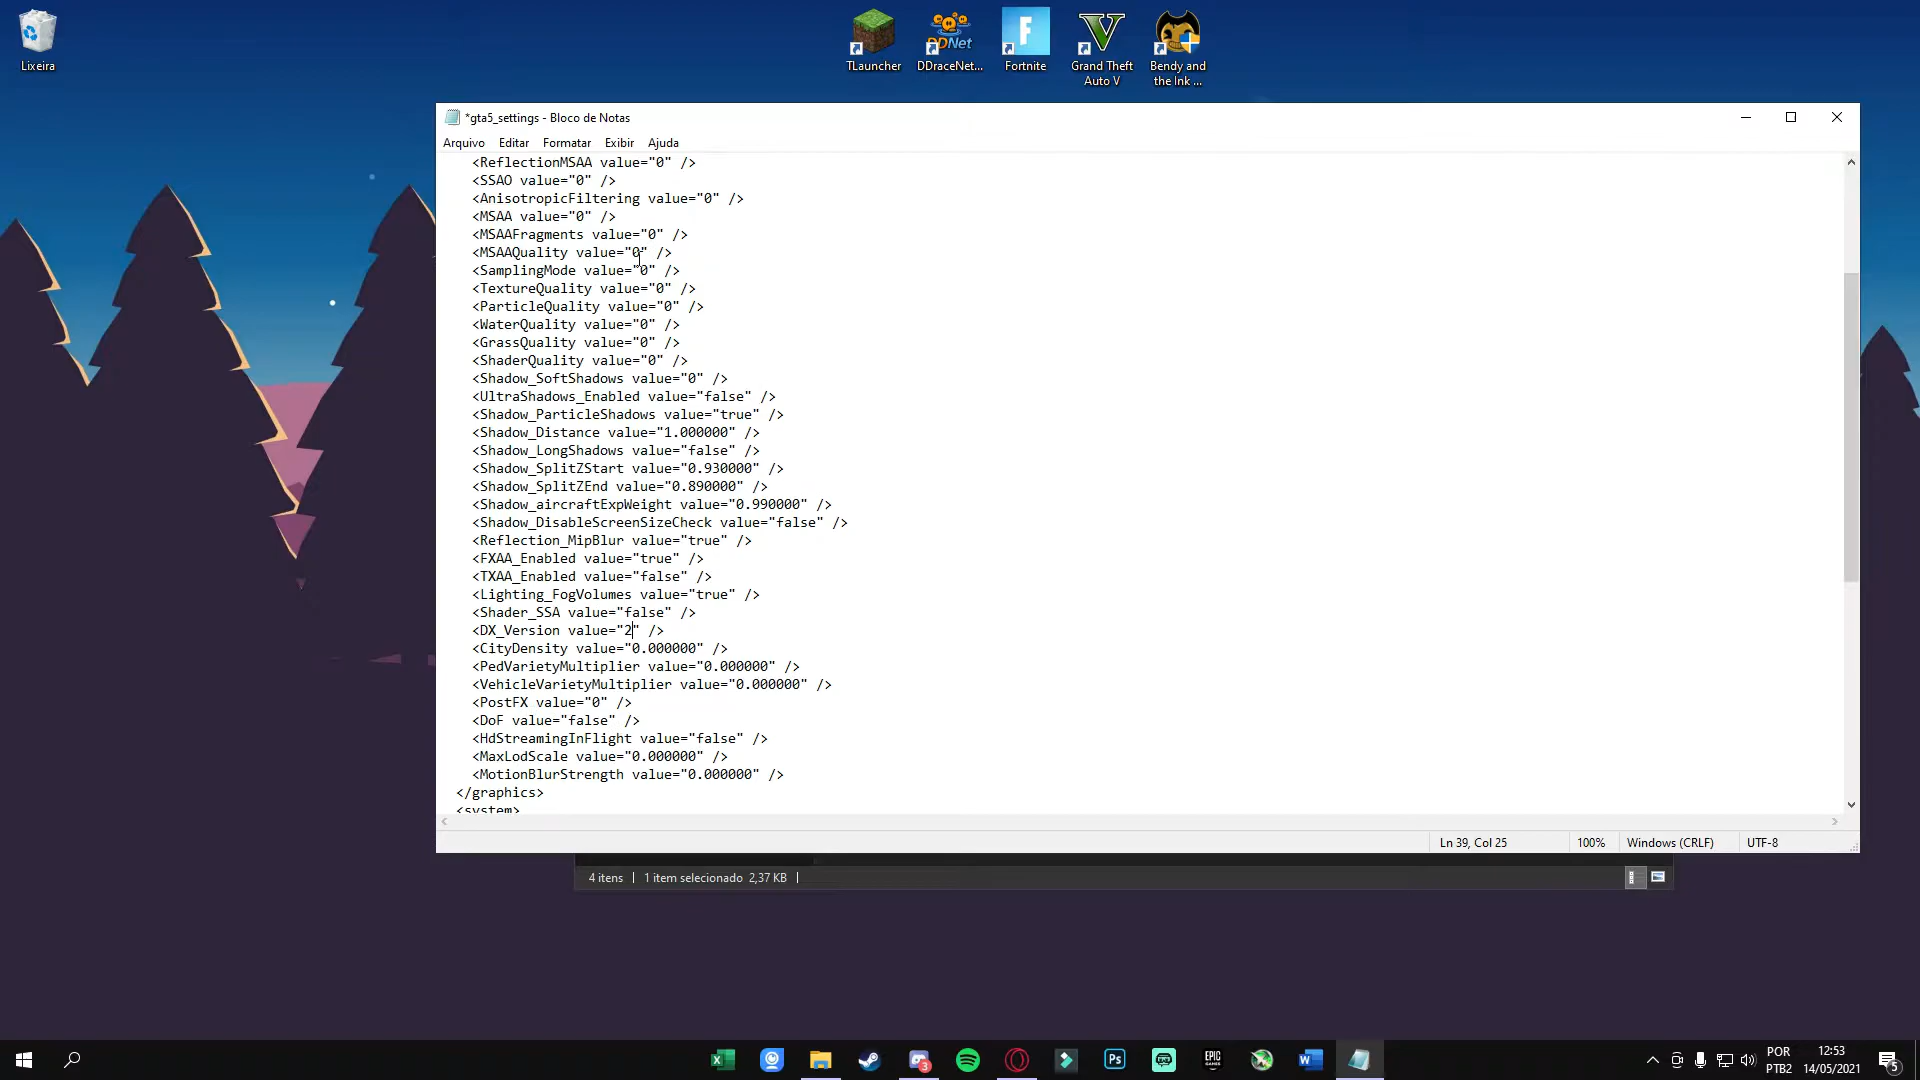 Lixeira
TLauncher
DDNet
DDraceNet...
F
Fortnite
Grand Theft
Auto V
Bendy and
the Ink ...
*gta5_settings - Bloco de Notas
Arquivo Editar Formatar Exibir Ajuda
<ReflectionMSAA value="0" />
<SSAO value="0" />
<AnisotropicFiltering value="0" />
<MSAA value="0" />
<MSAAFragments value="0" />
<MSAAQuality value="0" />
<SamplingMode value="0" />
<TextureQuality value="0" />
<ParticleQuality value="0" />
<WaterQuality value="0" />
<GrassQuality value="0" />
<ShaderQuality value="0" />
<Shadow_SoftShadows value="0" />
<UltraShadows_Enabled value="false" />
<Shadow_ParticleShadows value="true" />
<Shadow_Distance value="1.000000" />
<Shadow_LongShadows value="false" />
<Shadow_SplitZStart value="0.930000" />
<Shadow_SplitZEnd value="0.890000" />
<Shadow_aircraftExpWeight value="0.990000" />
<Shadow_DisableScreenSizeCheck value="false" />
<Reflection_MipBlur value="true" />
<FXAA_Enabled value="true" />
<TXAA_Enabled value="false" />
<Lighting_FogVolumes value="true" />
<Shader_SSA value="false" />
<DX_Version value="2" />
<CityDensity value="0.000000" />
<PedVarietyMultiplier value="0.000000" />
<VehicleVarietyMultiplier value="0.000000" />
<PostFX value="0" />
<DoF value="false" />
<HdStreamingInFlight value="false" />
<MaxLodScale value="0.000000" />
<MotionBlurStrength value="0.000000" />
</graphics>
<system>
Ln 39, Col 25 100% Windows (CRLF) UTF-8
4 itens | 1 item selecionado 2,37 KB |
POR
PTB2
12:53
14/05/2021
5
3
Ps
EPIC
GAMES